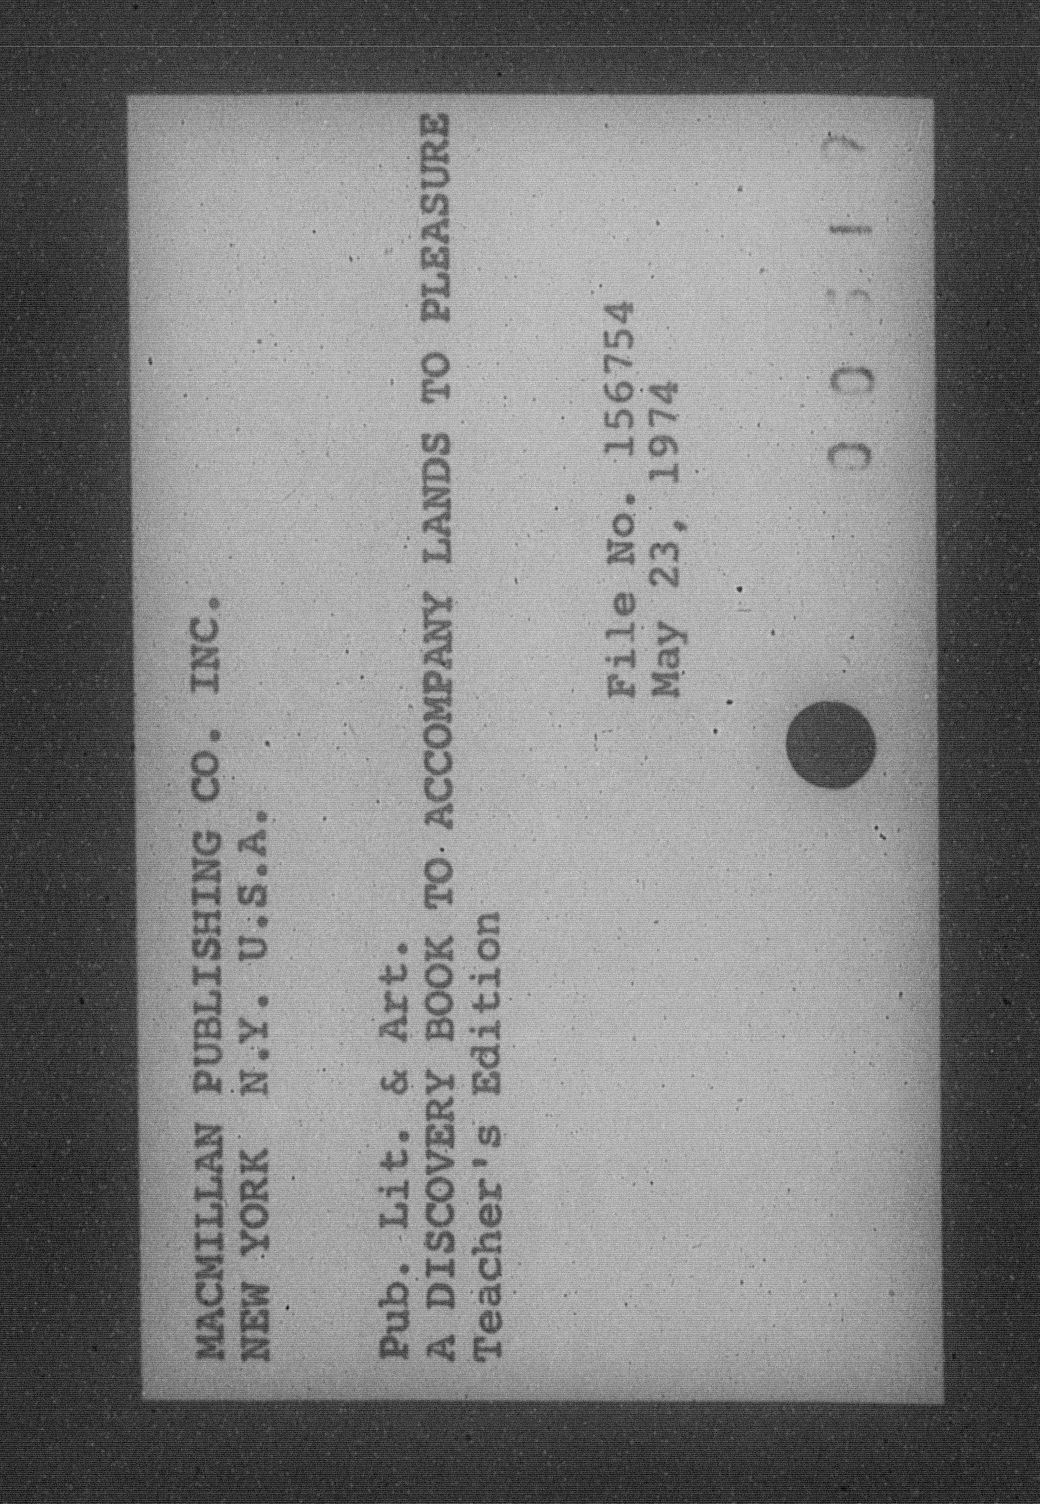 MACMILLAN PUBLISHING CO. INC.
NEW YORK N.Y. U.S.A.
Pub. Lit. & Art.
A DISCOVERY BOOK TO ACCOMPANY LANDS TO PLEASURE
Teacher's Edition
File No. 156754
May 23, 1974